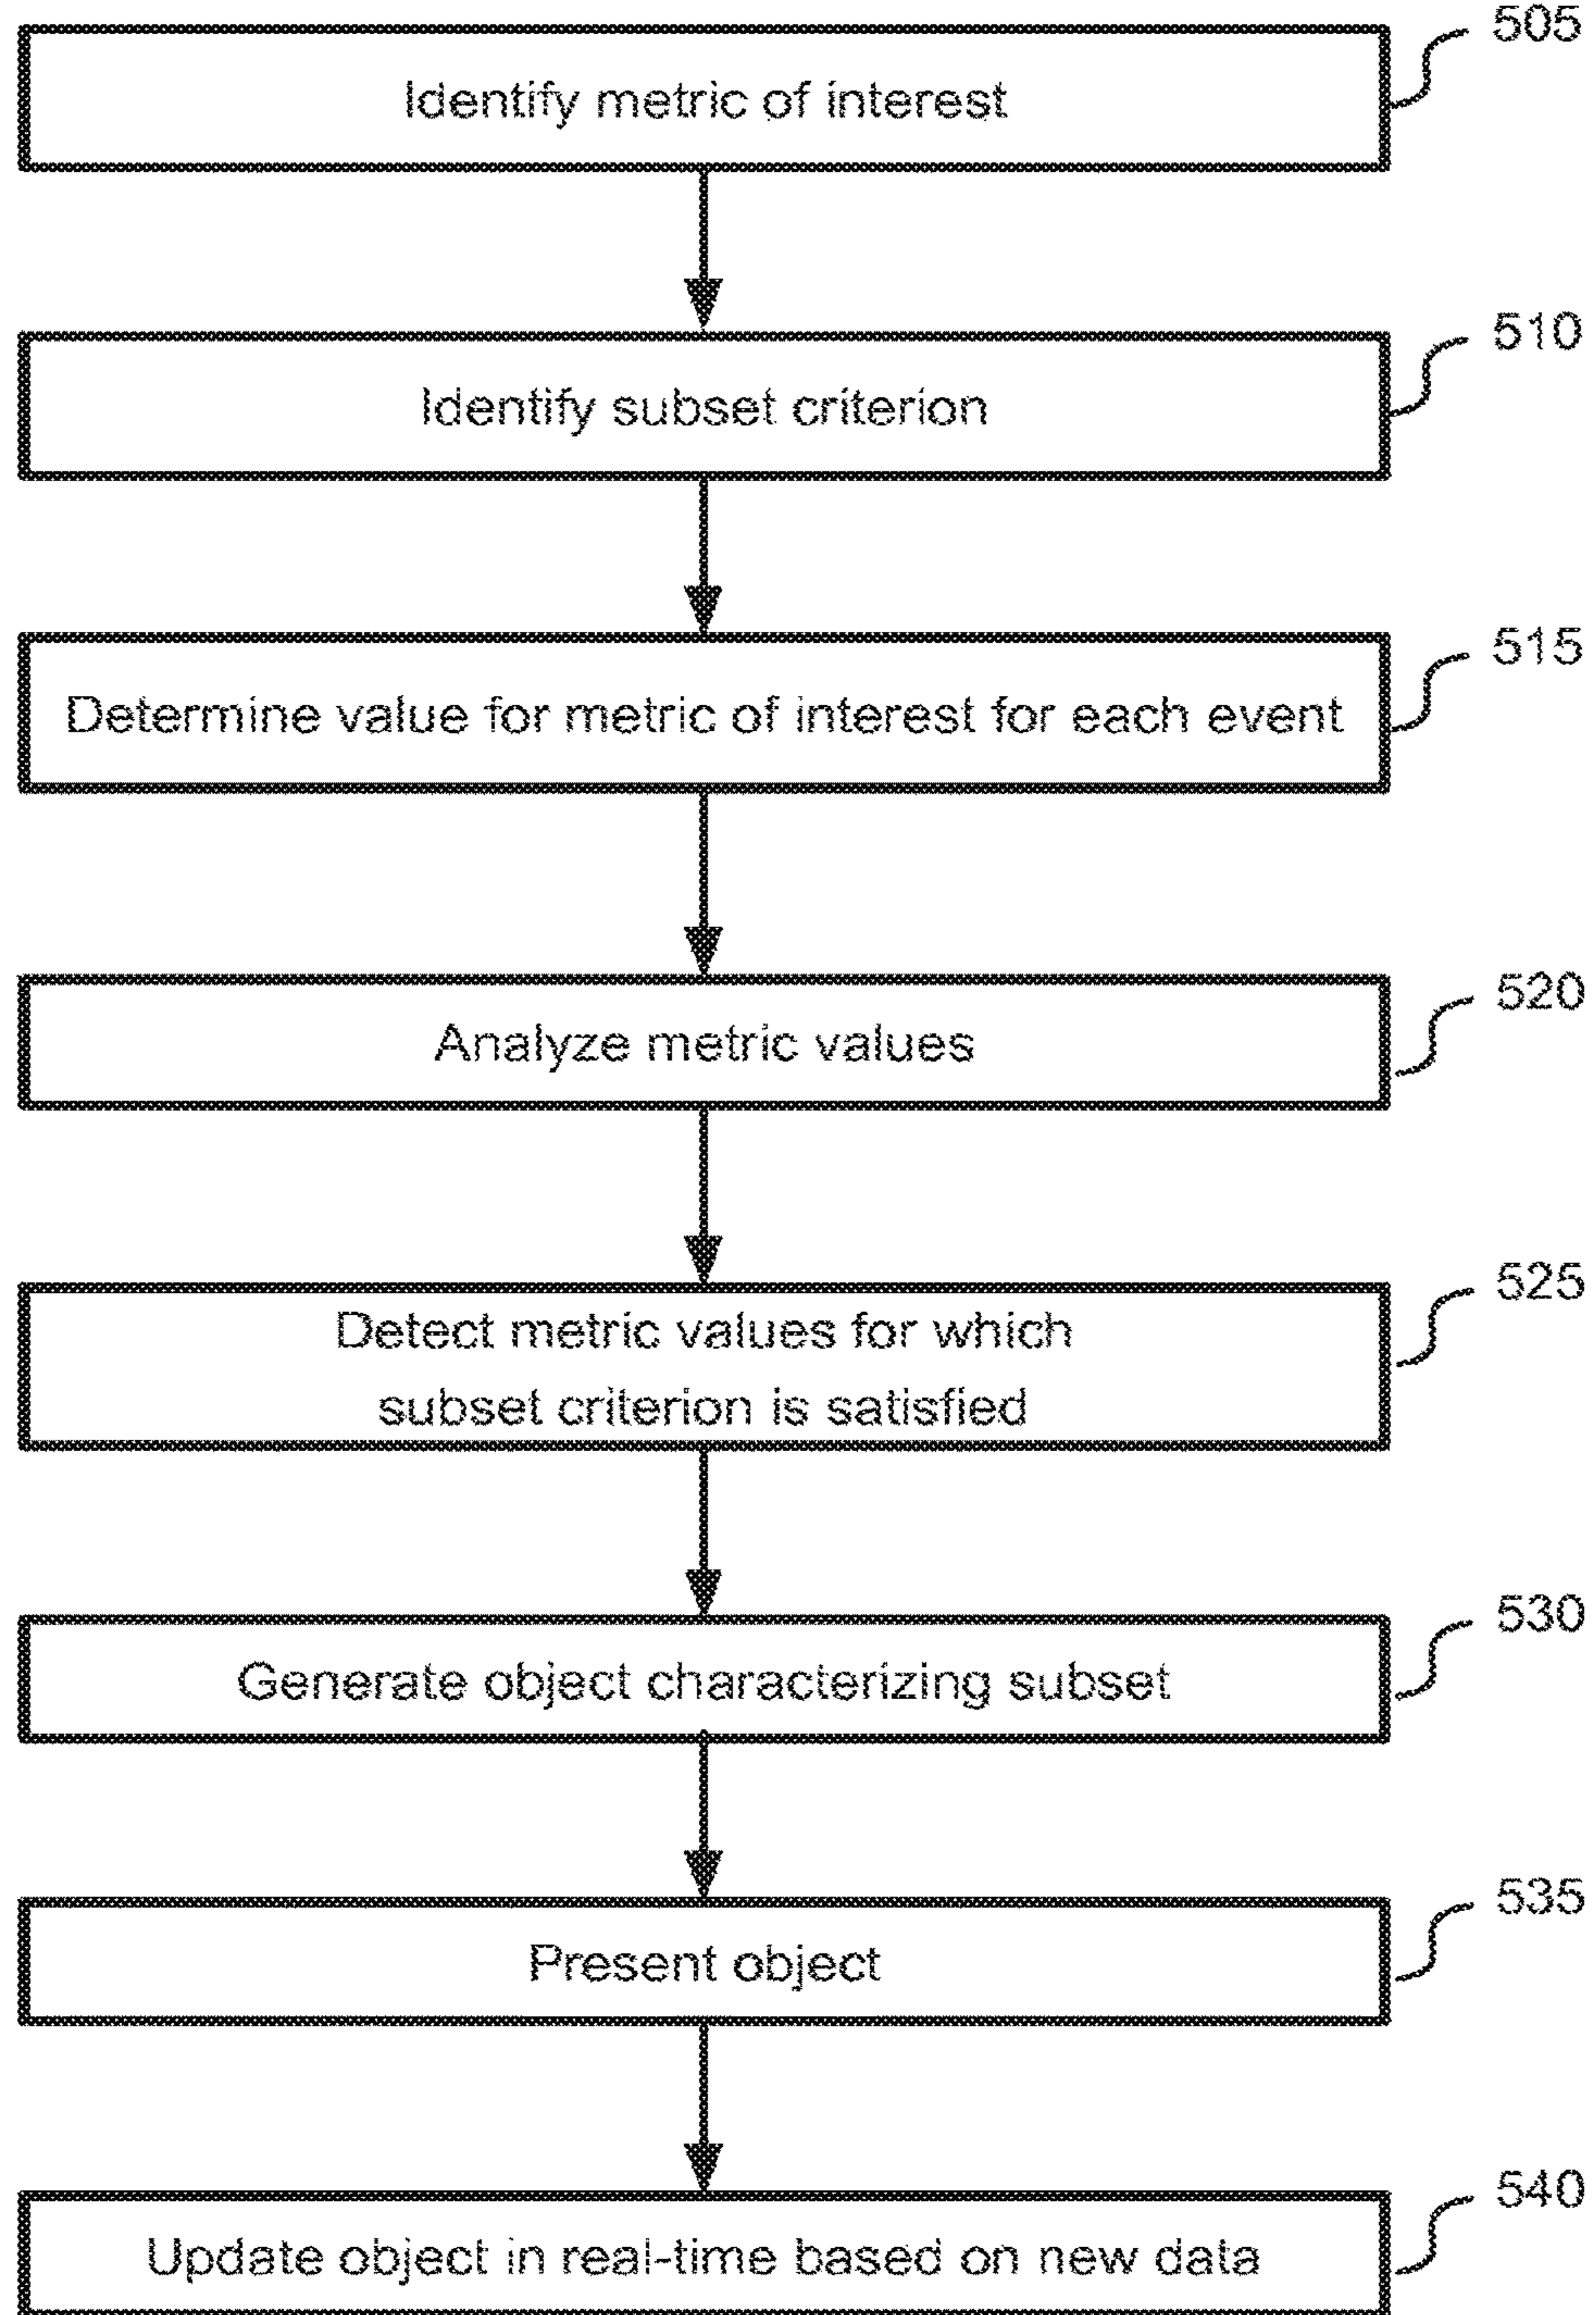 505
Identify metric of interest
510
Identify subset criterion
515
Determine value for metric of interest for each event
520
Analyze metric values
525
Detect metric values for which
subset criterion is satisfied
530
Generate object characterizing subset
535
Present object
540
Update object in real-time based on new data